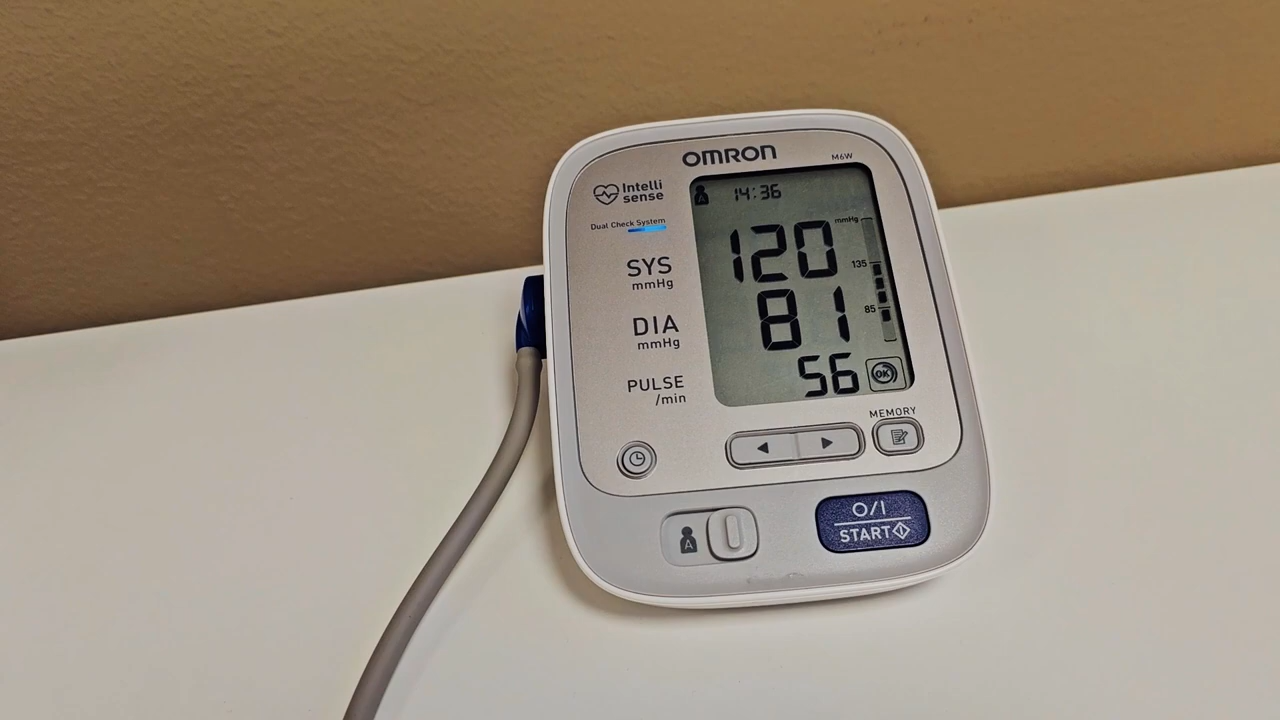 OMRON
M6W
Intelli
sense
Dual Check System
A
14:36
SYS
mmHg
120
mmHg
135
DIA
mmHg
81
85
PULSE
/min
56
OK
MEMORY
A
O/I
START